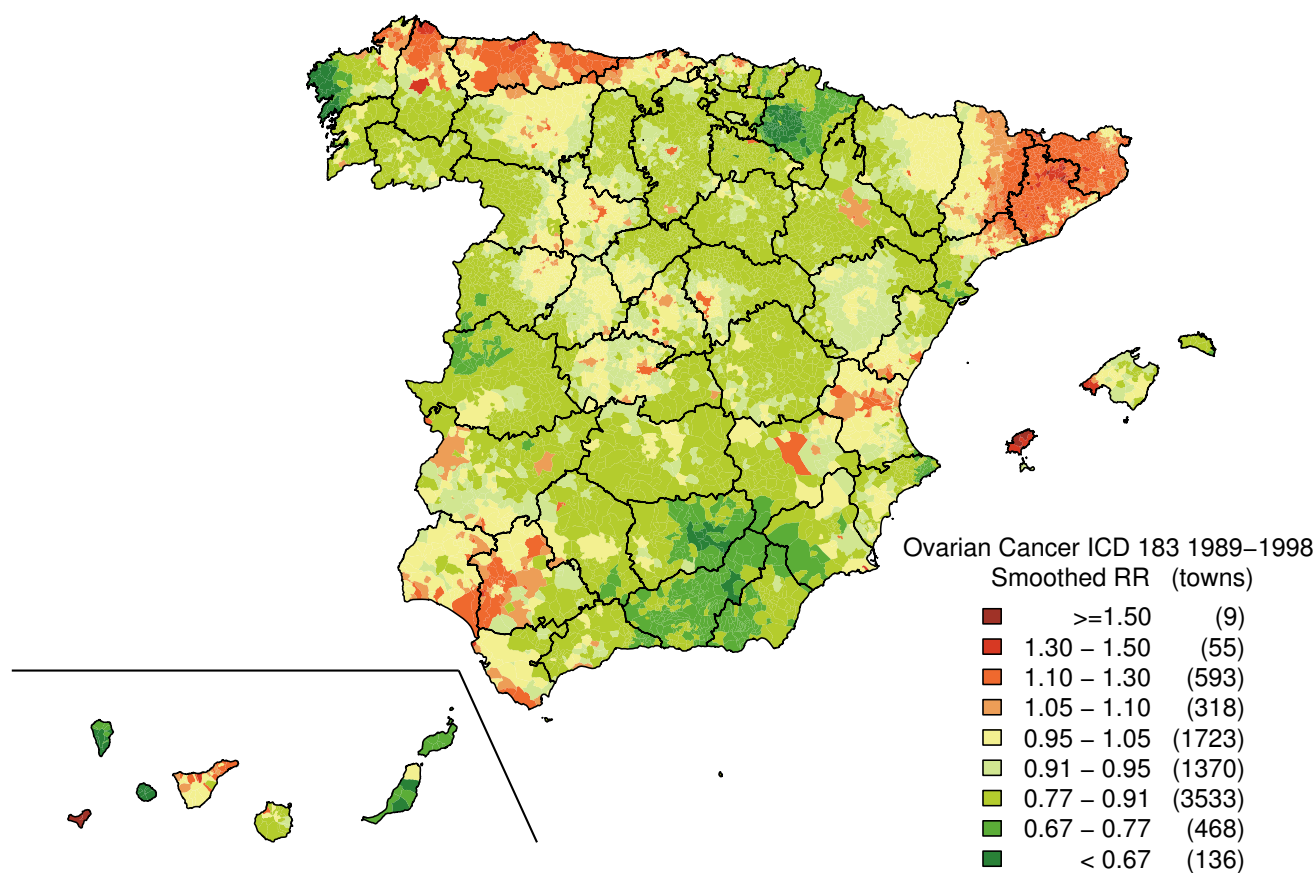 Ovarian Cancer ICD 183 1989−1998
Smoothed RR (towns)
>=1.50 (9)
1.30 − 1.50 (55)
1.10 − 1.30 (593)
1.05 − 1.10 (318)
0.95 − 1.05 (1723)
0.91 − 0.95 (1370)
0.77 − 0.91 (3533)
0.67 − 0.77 (468)
< 0.67 (136)